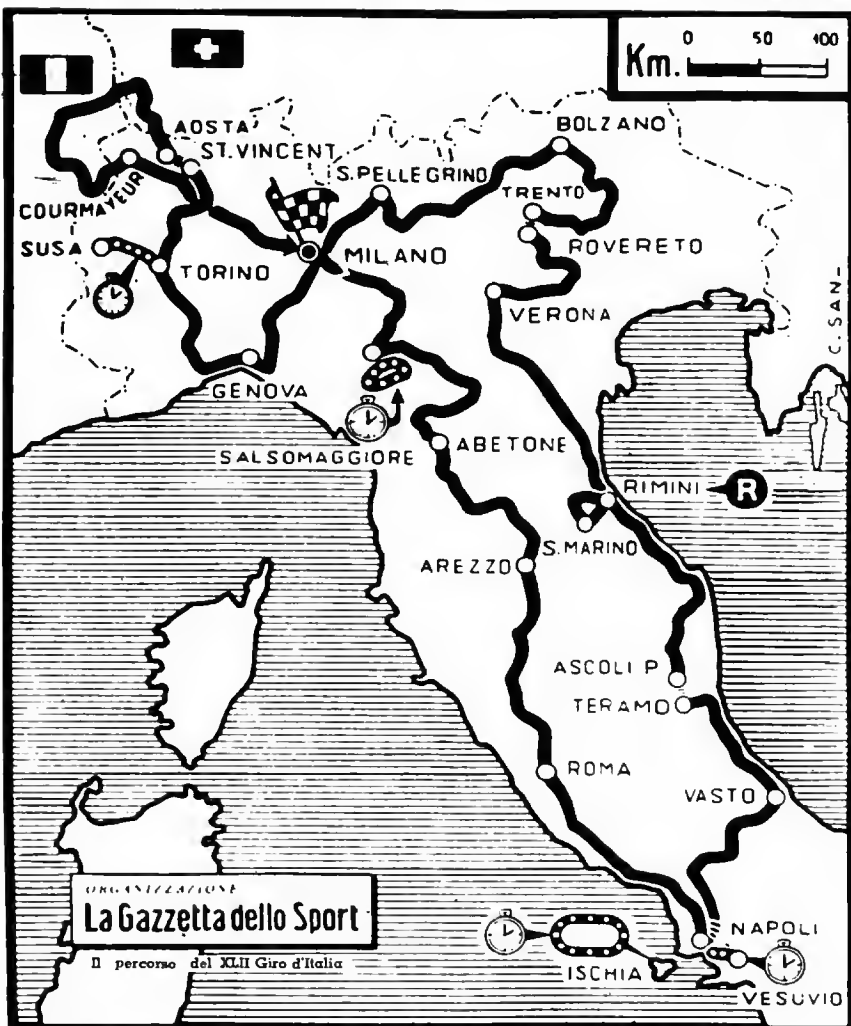 Km. 0 50 100
BOLZANO
AOSTA
ST. VINCENT
S. PELLEGRINO
TRENTO
COURMAYEUR
SUSA
ROVERETO
MILANO
TORINO
VERONA
C. SAN-
GENOVA
ABETONE
SALSOMAGGIORE
RIMINI R
S. MARINO
AREZZO
ASCOLI P.
TERAMO
ROMA
VASTO
ORGANIZZAZIONE
La Gazzetta dello Sport
Il percorso del XLII Giro d'Italia
NAPOLI
ISCHIA
VESUVIO